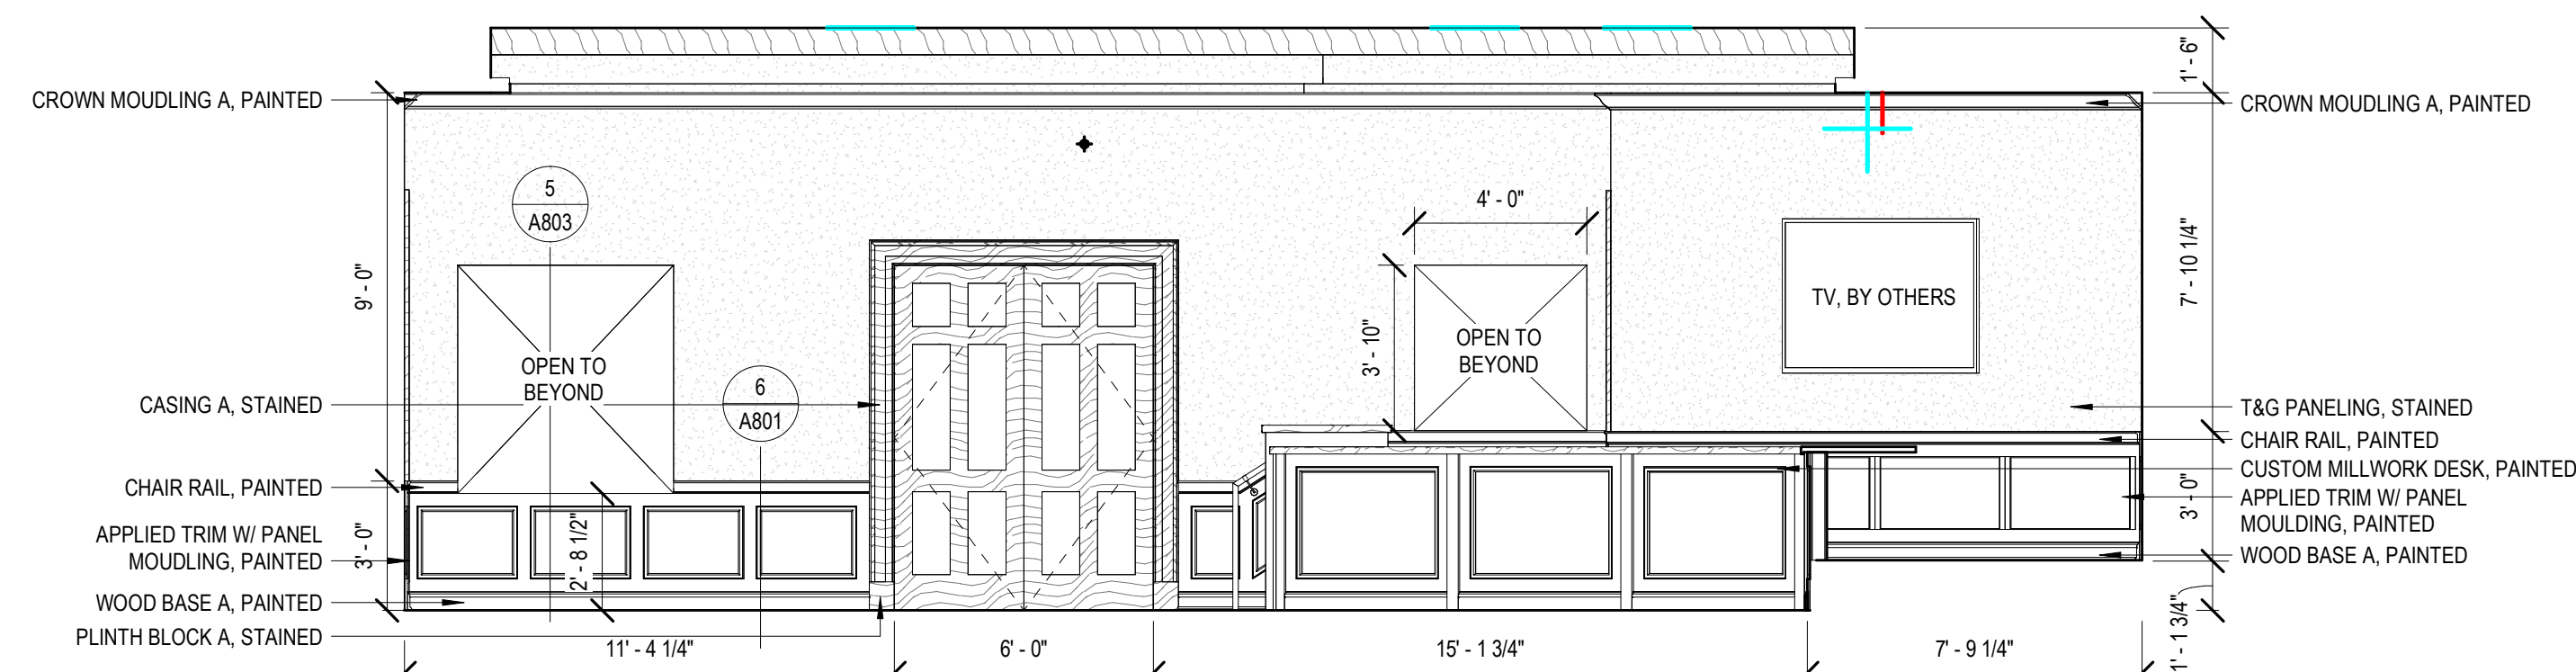 1' - 6"
CROWN MOUDLING A, PAINTED
CROWN MOUDLING A, PAINTED
5
A803
4' - 0"
9' - 0"
7' - 10 1/4"
TV, BY OTHERS
3' - 10"
OPEN TO
BEYOND
OPEN TO
BEYOND
6
A801
CASING A, STAINED
T&G PANELING, STAINED
CHAIR RAIL, PAINTED
CUSTOM MILLWORK DESK, PAINTED
CHAIR RAIL, PAINTED
3' - 0"
APPLIED TRIM W/ PANEL
MOULDING, PAINTED
APPLIED TRIM W/ PANEL
MOUDLING, PAINTED
3' - 0"
2' - 8 1/2"
WOOD BASE A, PAINTED
WOOD BASE A, PAINTED
PLINTH BLOCK A, STAINED
11' - 4 1/4"
6' - 0"
15' - 1 3/4"
7' - 9 1/4"
1' - 1 3/4"